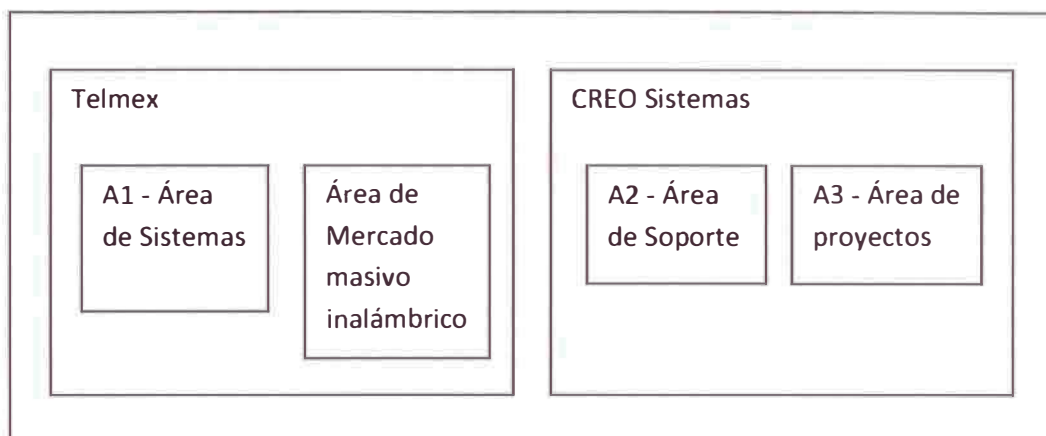 Telmex
A1 - Área
de Sistemas
Área de
Mercado
masivo
inalámbrico
CREO Sistemas
A2 - Área
de Soporte
A3 - Área de
proyectos